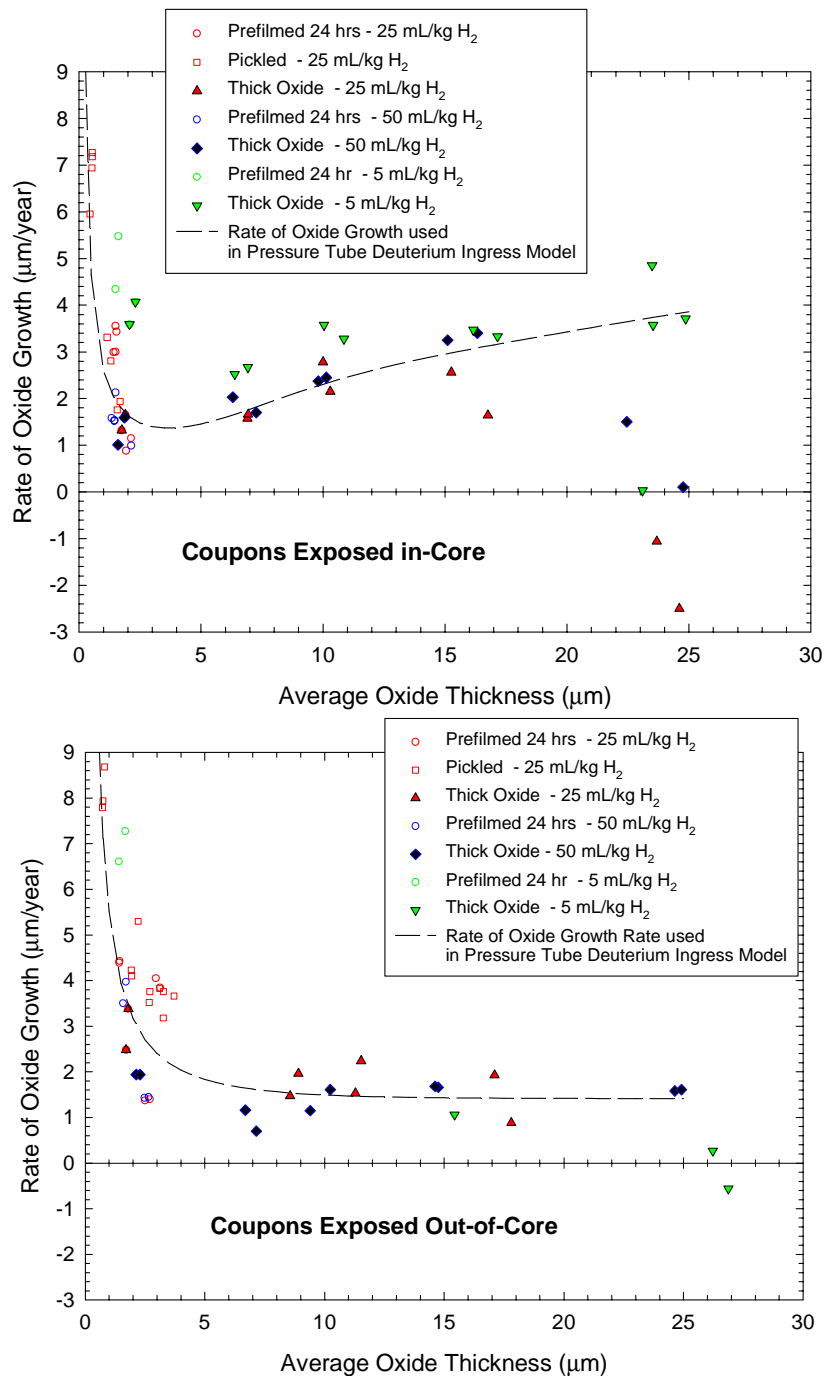 Prefilmed 24 hrs - 25 mL/kg H2
Pickled - 25 mL/kg H2
Thick Oxide - 25 mL/kg H2
Prefilmed 24 hrs - 50 mL/kg H2
Thick Oxide - 50 mL/kg H2
Prefilmed 24 hr - 5 mL/kg H2
Thick Oxide - 5 mL/kg H2
Rate of Oxide Growth used
in Pressure Tube Deuterium Ingress Model
Rate of Oxide Growth (μm/year)
9
8
7
6
5
4
3
2
1
0
-1
-2
-3
Coupons Exposed in-Core
0 5 10 15 20 25 30
Average Oxide Thickness (μm)
Prefilmed 24 hrs - 25 mL/kg H2
Pickled - 25 mL/kg H2
Thick Oxide - 25 mL/kg H2
Prefilmed 24 hrs - 50 mL/kg H2
Thick Oxide - 50 mL/kg H2
Prefilmed 24 hr - 5 mL/kg H2
Thick Oxide - 5 mL/kg H2
Rate of Oxide Growth Rate used
in Pressure Tube Deuterium Ingress Model
Rate of Oxide Growth (μm/year)
9
8
7
6
5
4
3
2
1
0
-1
-2
-3
Coupons Exposed Out-of-Core
0 5 10 15 20 25 30
Average Oxide Thickness (μm)